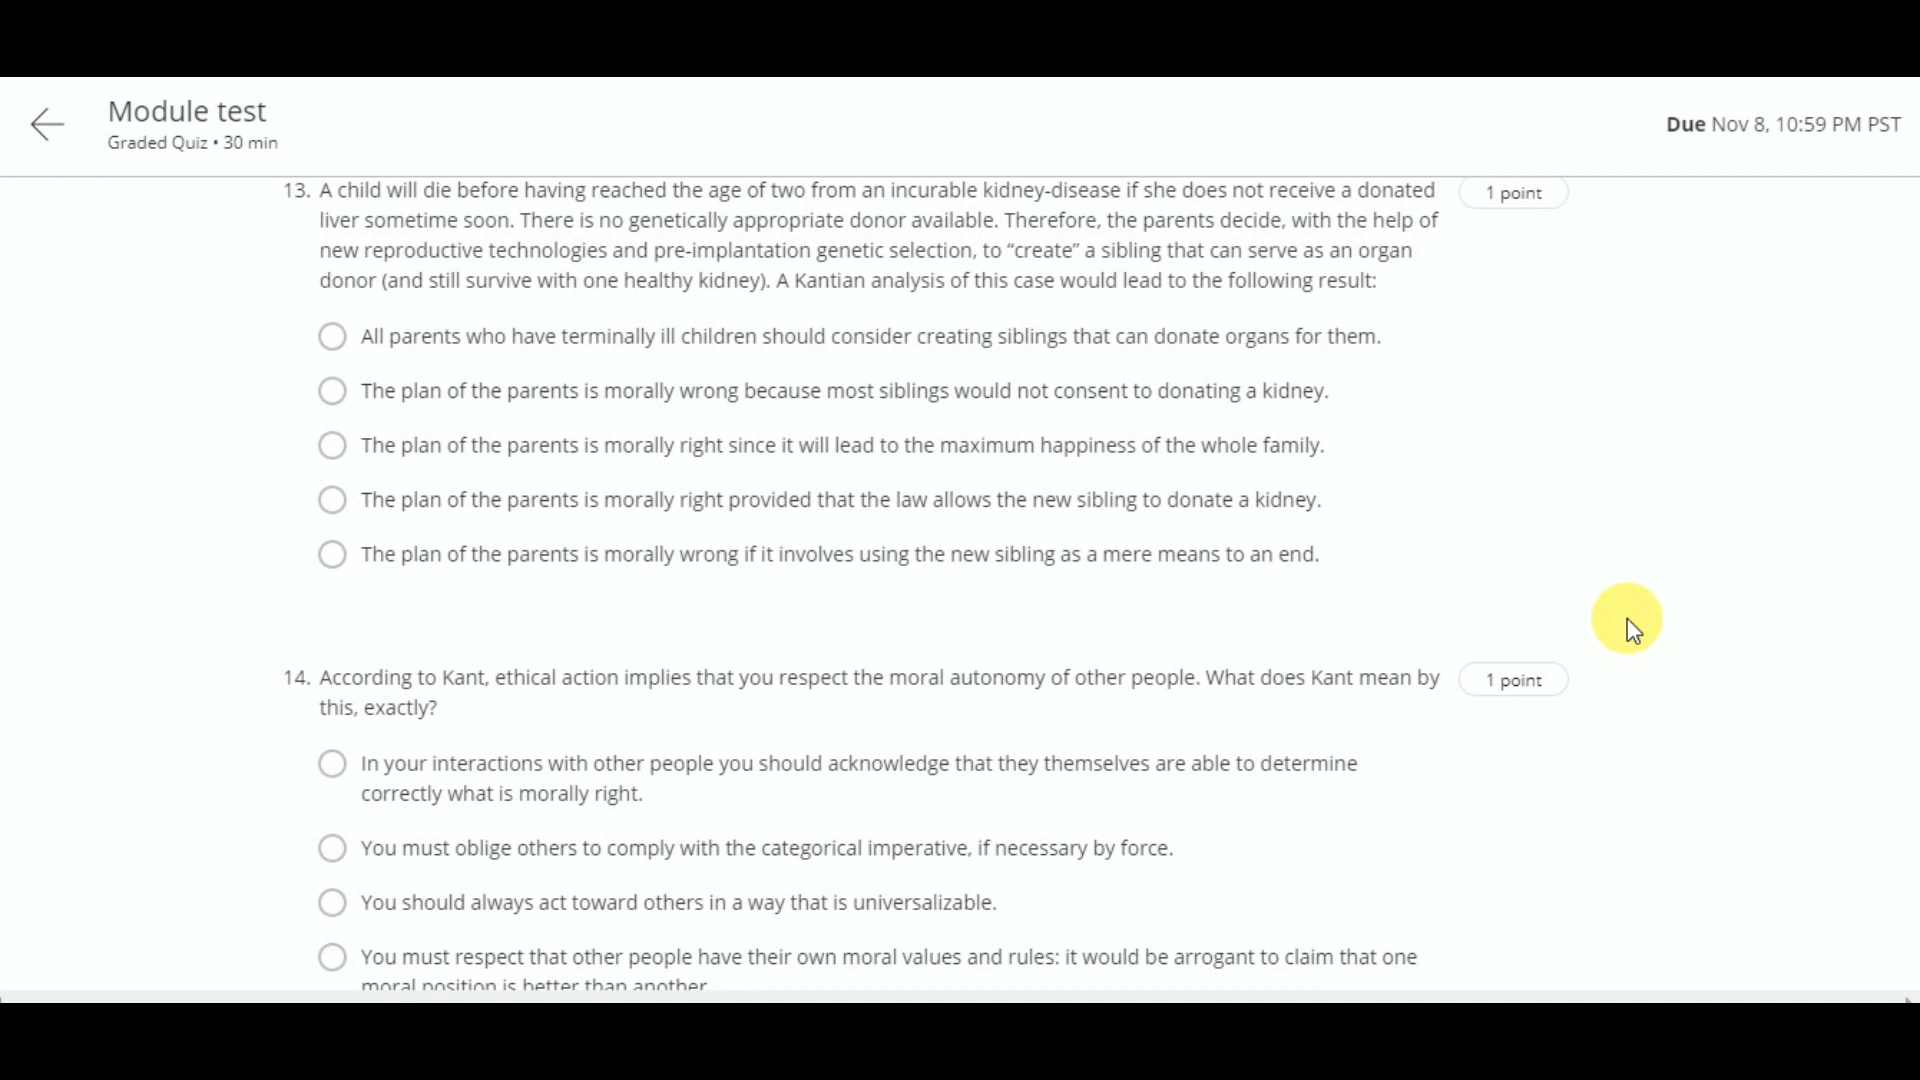 Module test
Graded Quiz • 30 min
Due Nov 8, 10:59 PM PST
13. A child will die before having reached the age of two from an incurable kidney-disease if she does not receive a donated
1 point
liver sometime soon. There is no genetically appropriate donor available. Therefore, the parents decide, with the help of
new reproductive technologies and pre-implantation genetic selection, to “create” a sibling that can serve as an organ
donor (and still survive with one healthy kidney). A Kantian analysis of this case would lead to the following result:
All parents who have terminally ill children should consider creating siblings that can donate organs for them.
The plan of the parents is morally wrong because most siblings would not consent to donating a kidney.
The plan of the parents is morally right since it will lead to the maximum happiness of the whole family.
The plan of the parents is morally right provided that the law allows the new sibling to donate a kidney.
The plan of the parents is morally wrong if it involves using the new sibling as a mere means to an end.
14. According to Kant, ethical action implies that you respect the moral autonomy of other people. What does Kant mean by
1 point
this, exactly?
In your interactions with other people you should acknowledge that they themselves are able to determine
correctly what is morally right.
You must oblige others to comply with the categorical imperative, if necessary by force.
You should always act toward others in a way that is universalizable.
You must respect that other people have their own moral values and rules: it would be arrogant to claim that one
moral position is better than another